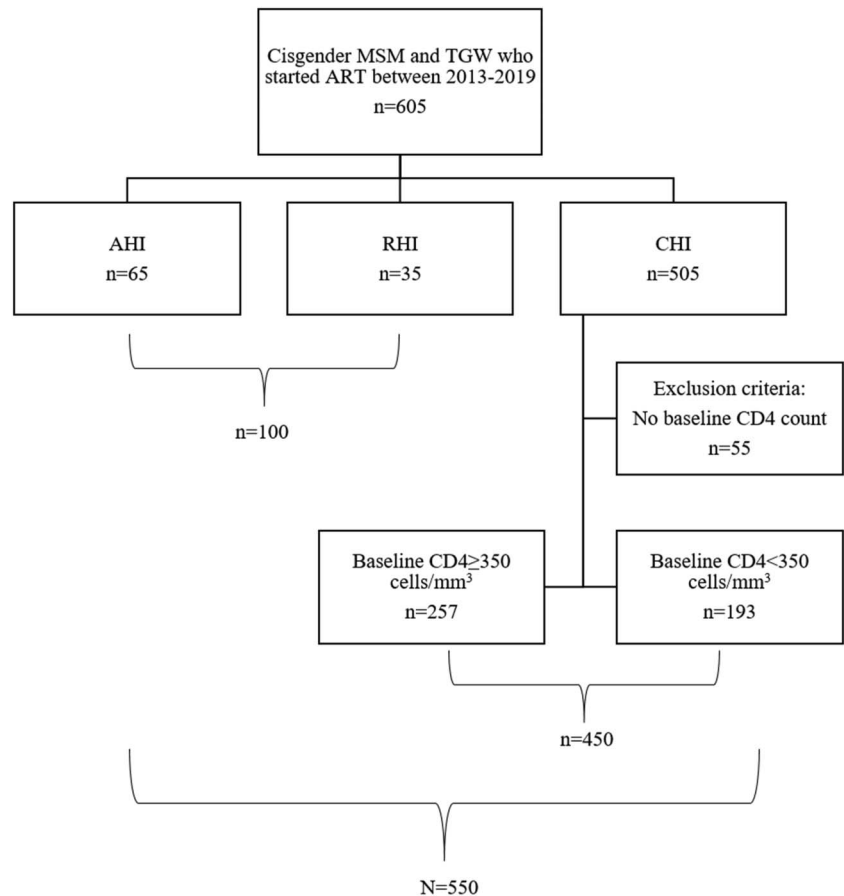 Cisgender MSM and TGW who
started ART between 2013-2019
n=605
AHI
n=65
RHI
n=35
CHI
n=505
n=100
Exclusion criteria:
No baseline CD4 count
n=55
Baseline CD4≥350
cells/mm³
n=257
Baseline CD4<350
cells/mm³
n=193
n=450
N=550